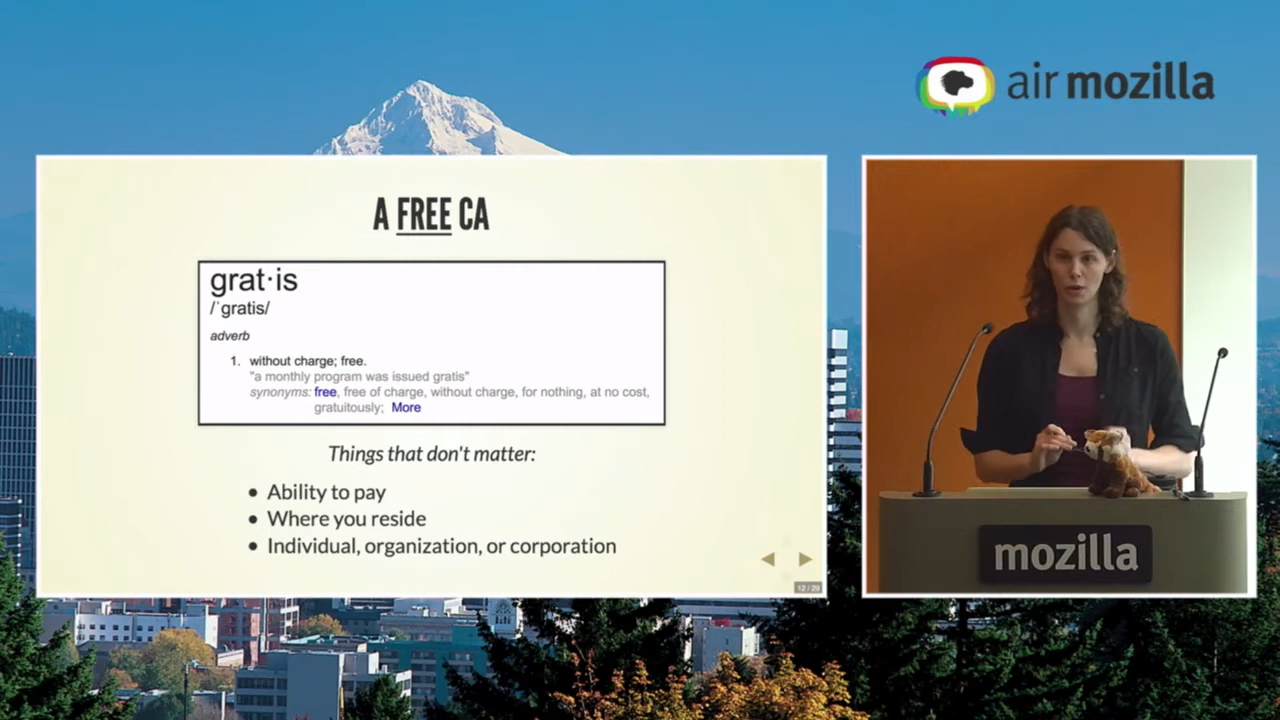 air mozilla
A FREE CA
grat·is
/ˈgratis/
adverb
1. without charge; free.
"a monthly program was issued gratis"
synonyms: free, free of charge, without charge, for nothing, at no cost,
gratuitously; More
Things that don't matter:
• Ability to pay
• Where you reside
• Individual, organization, or corporation
12 / 29
mozilla